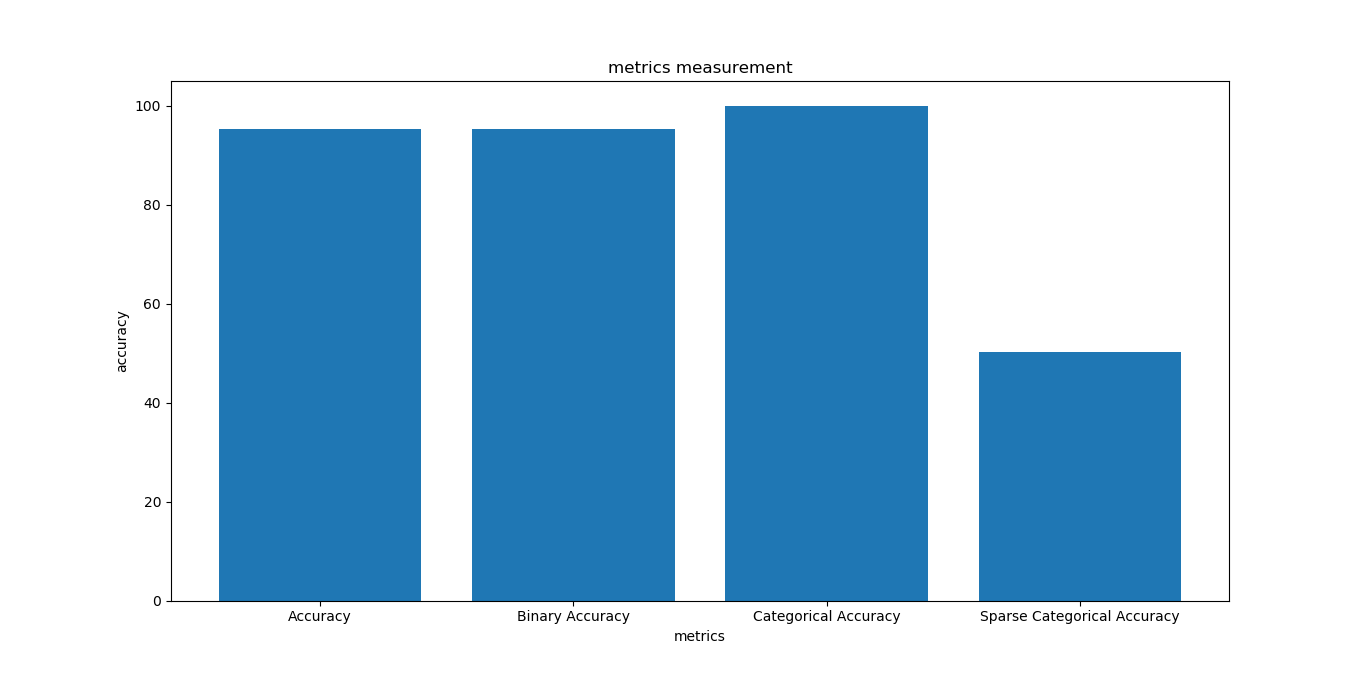 metrics measurement
100
80
60
40
20
0
accuracy
Accuracy
Binary Accuracy
Categorical Accuracy
Sparse Categorical Accuracy
metrics